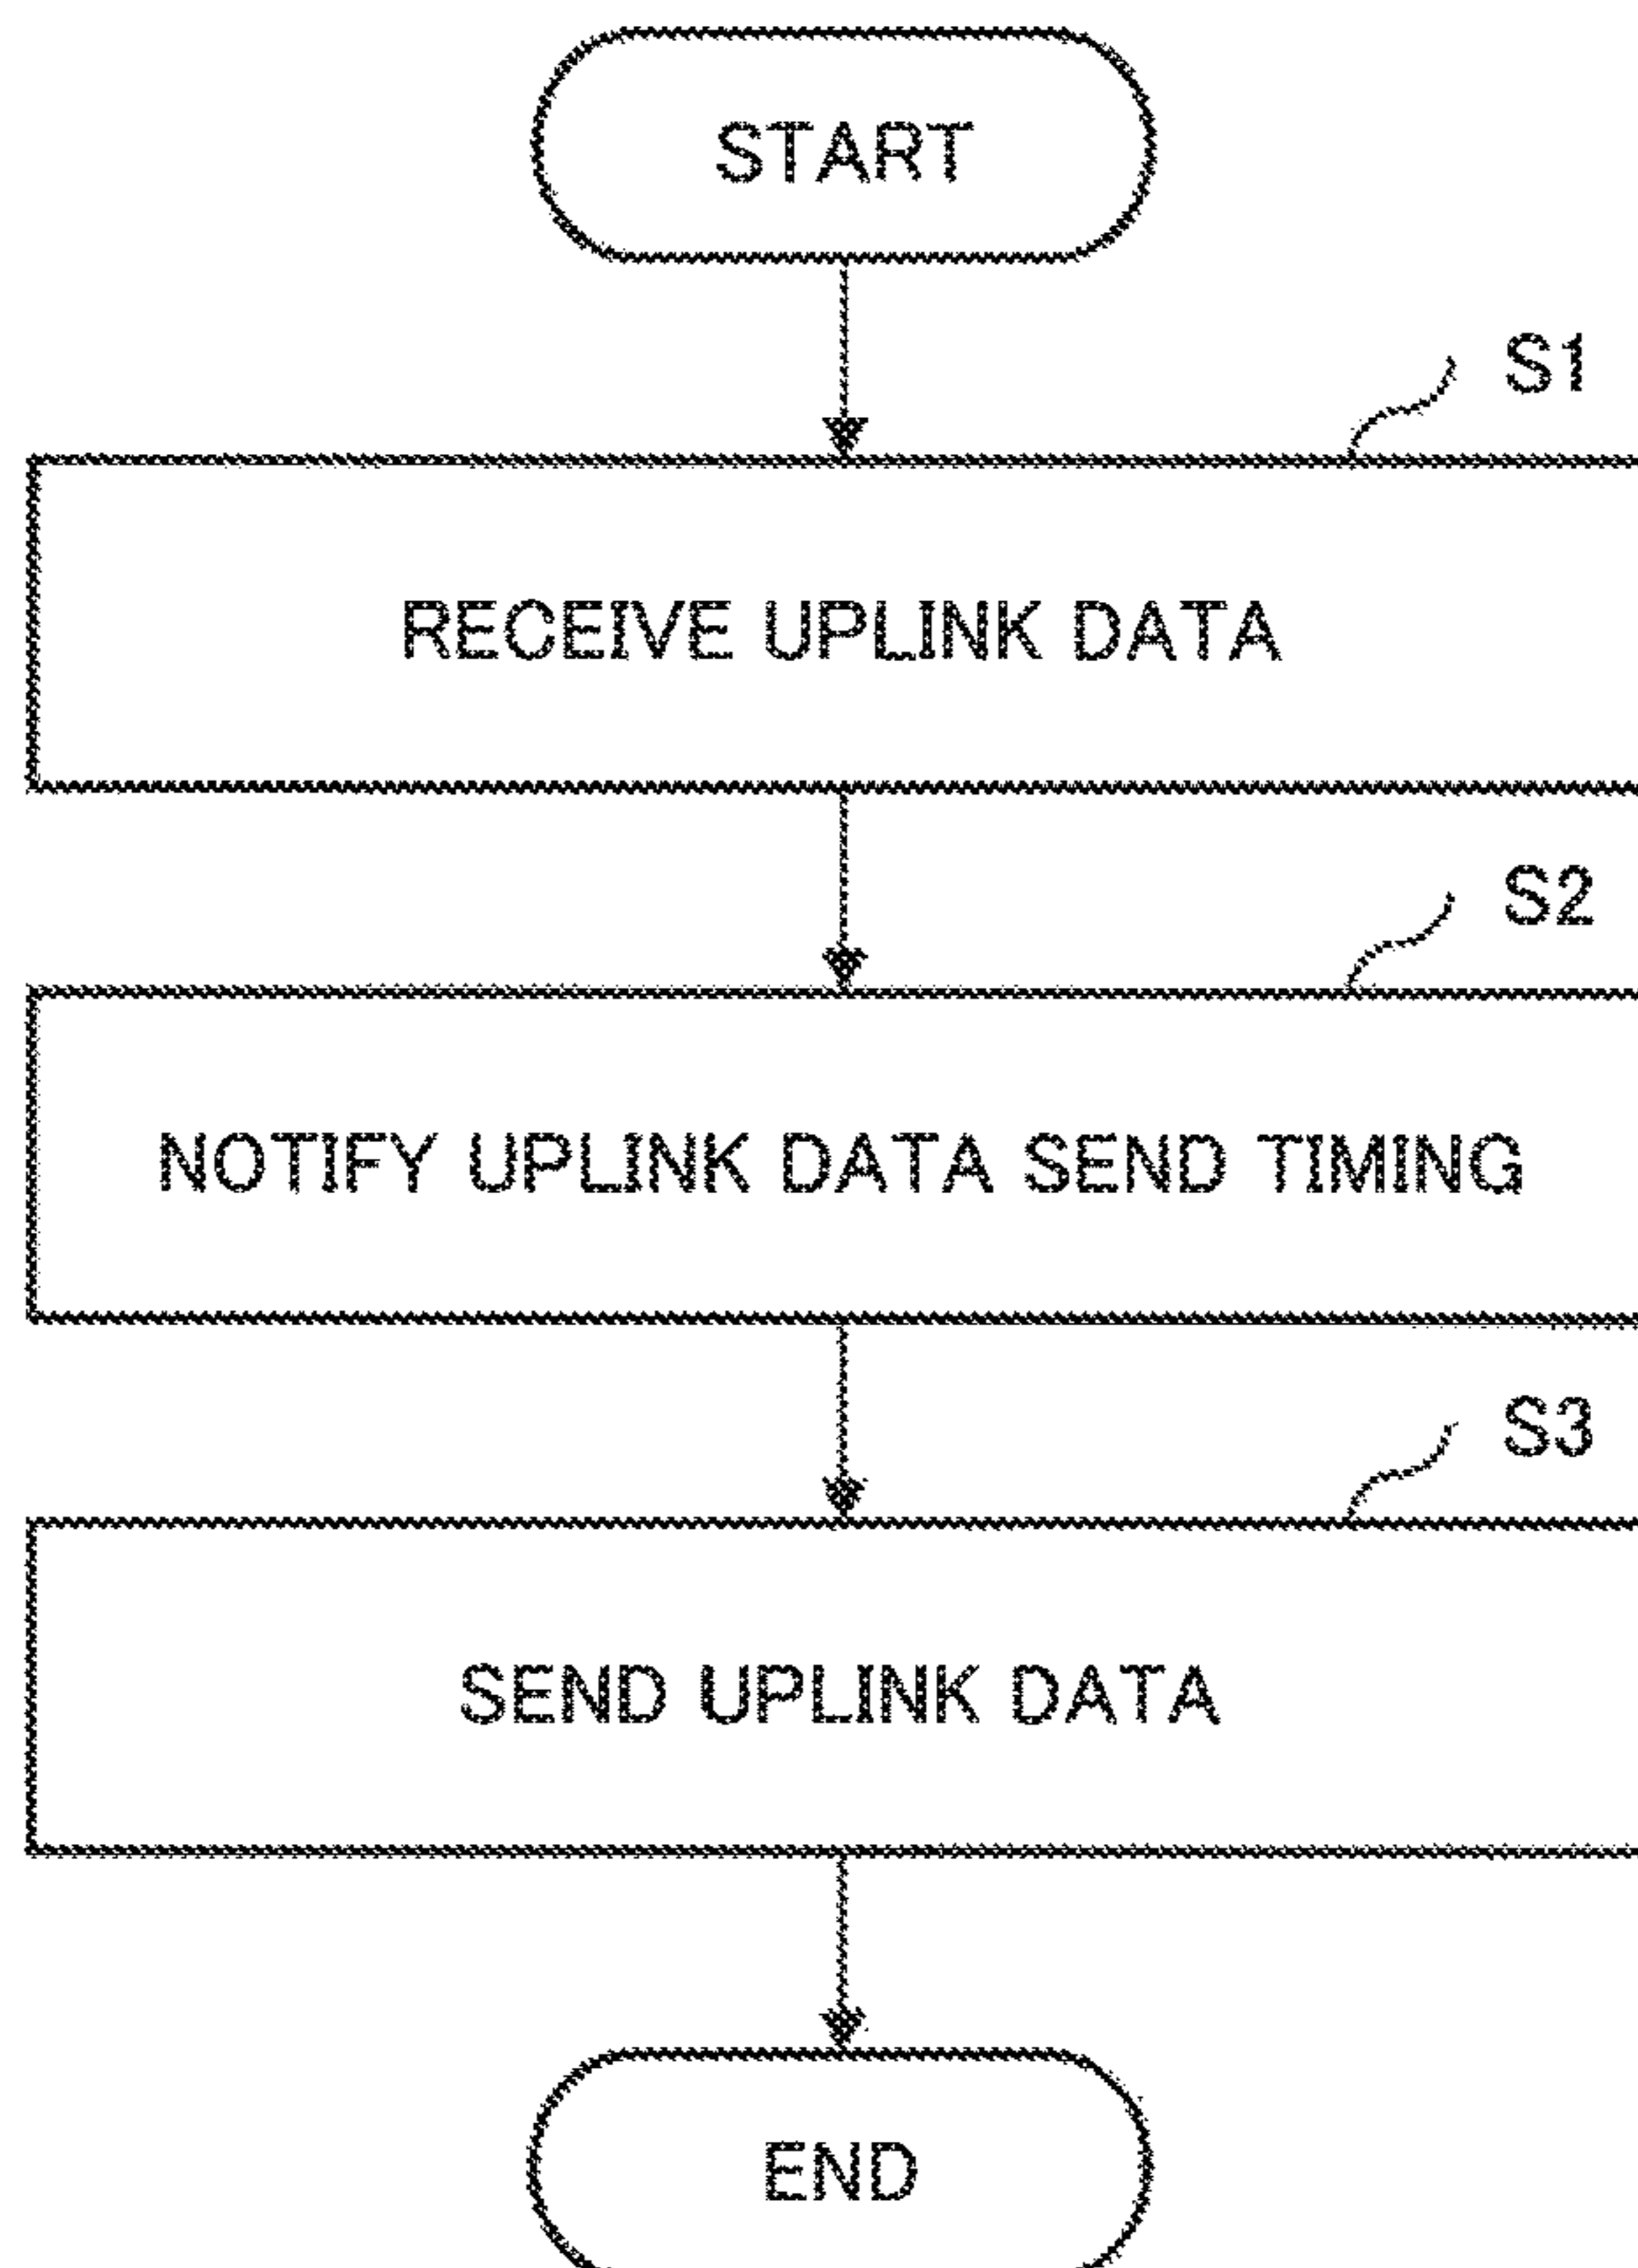 START
S1
RECEIVE UPLINK DATA
S2
NOTIFY UPLINK DATA SEND TIMING
S3
SEND UPLINK DATA
END